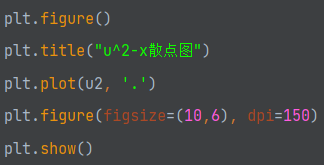 plt.figure()
plt.title("u^2-x散点图")
plt.plot(u2, '.')
plt.figure(figsize=(10,6), dpi=150)
plt.show()